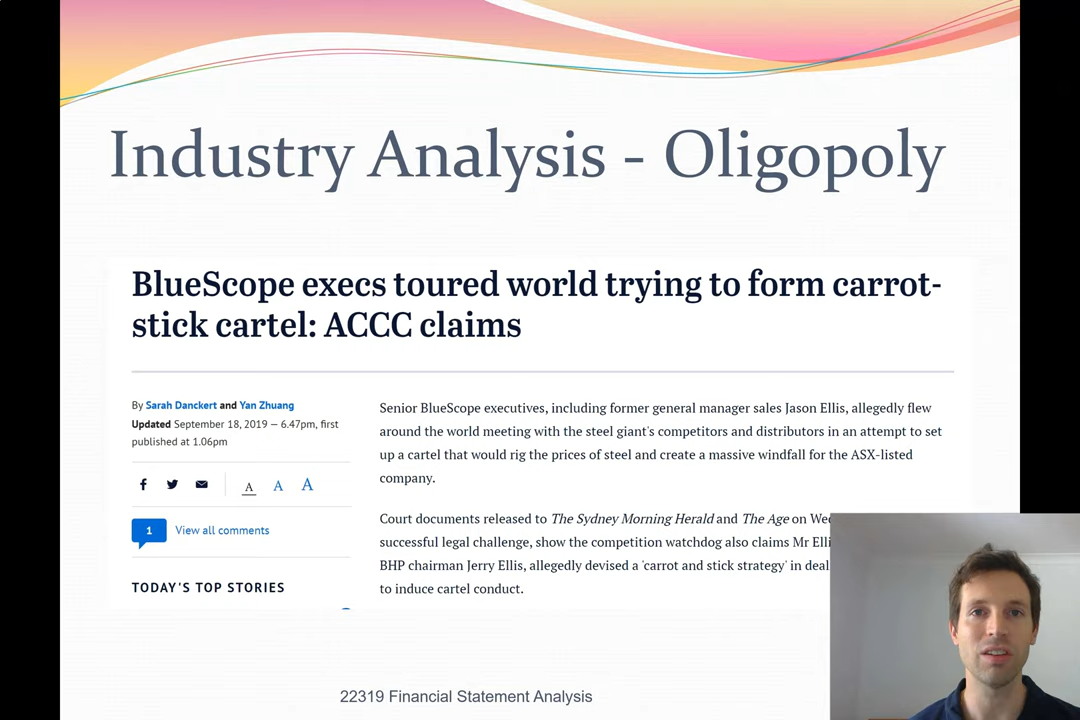 Industry Analysis - Oligopoly
BlueScope execs toured world trying to form carrot-
stick cartel: ACCC claims
By Sarah Danckert and Yan Zhuang
Updated September 18, 2019 — 6.47pm, first
published at 1.06pm
A A A
1 View all comments
TODAY'S TOP STORIES
Senior BlueScope executives, including former general manager sales Jason Ellis, allegedly flew
around the world meeting with the steel giant's competitors and distributors in an attempt to set
up a cartel that would rig the prices of steel and create a massive windfall for the ASX-listed
company.
Court documents released to The Sydney Morning Herald and The Age on
successful legal challenge, show the competition watchdog also claims Mr
BHP chairman Jerry Ellis, allegedly devised a 'carrot and stick strategy' in
to induce cartel conduct.
22319 Financial Statement Analysis